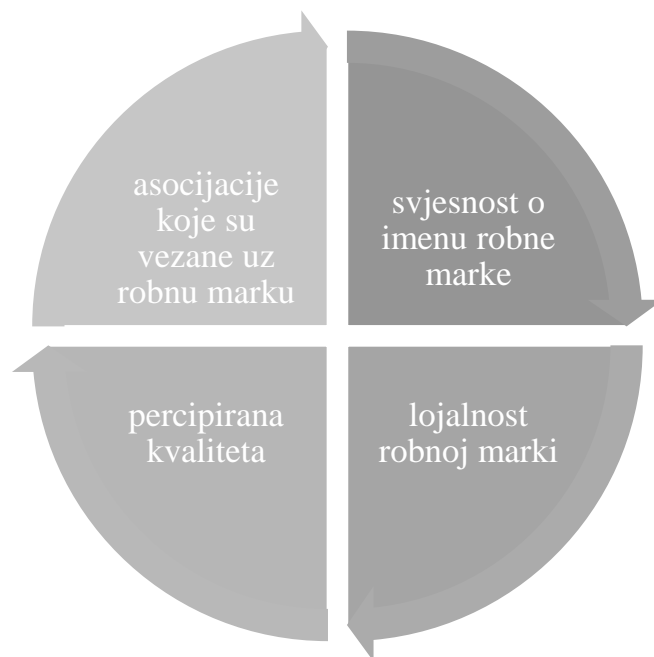 asocijacije
koje su
vezane uz
robnu marku
svjesnost o
imenu robne
marke
percipirana
kvaliteta
lojalnost
robnoj marki